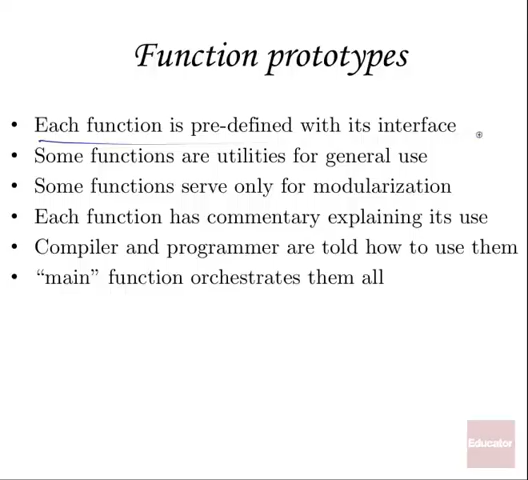 Function prototypes
• Each function is pre-defined with its interface
• Some functions are utilities for general use
• Some functions serve only for modularization
• Each function has commentary explaining its use
• Compiler and programmer are told how to use them
• “main” function orchestrates them all
Educator